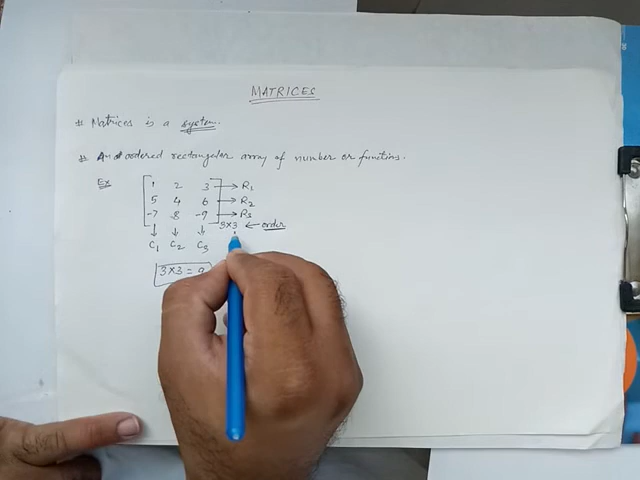 MATRICES
# Matrices is a system.
# An ordered rectangular array of number or functions.
Ex
1 2 3 → R1
5 4 6 → R2
-7 8 -9 → R3
3×3 ← order
↓ ↓ ↓
C1 C2 C3
3×3 = 9